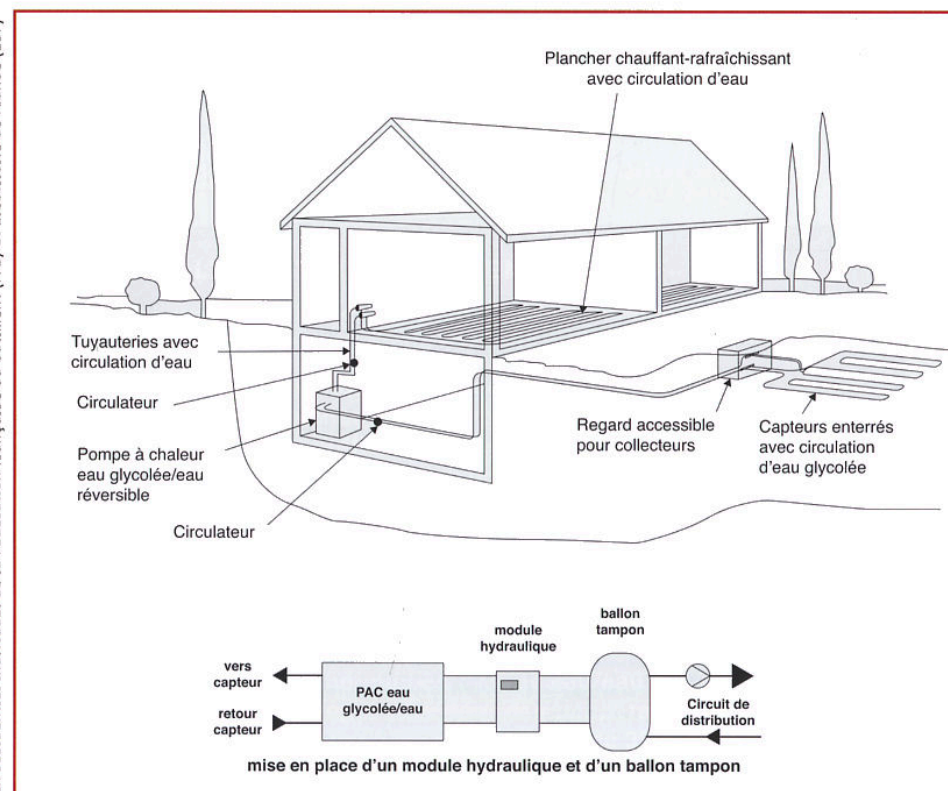 Plancher chauffant-rafraîchissant
avec circulation d'eau
Tuyauteries avec
circulation d'eau
Circulateur
Pompe à chaleur
eau glycolée/eau
réversible
Circulateur
Regard accessible
pour collecteurs
Capteurs enterrés
avec circulation
d'eau glycolée
vers
capteur
retour
capteur
PAC eau
glycolée/eau
module
hydraulique
ballon
tampon
Circuit de
distribution
mise en place d'un module hydraulique et d'un ballon tampon